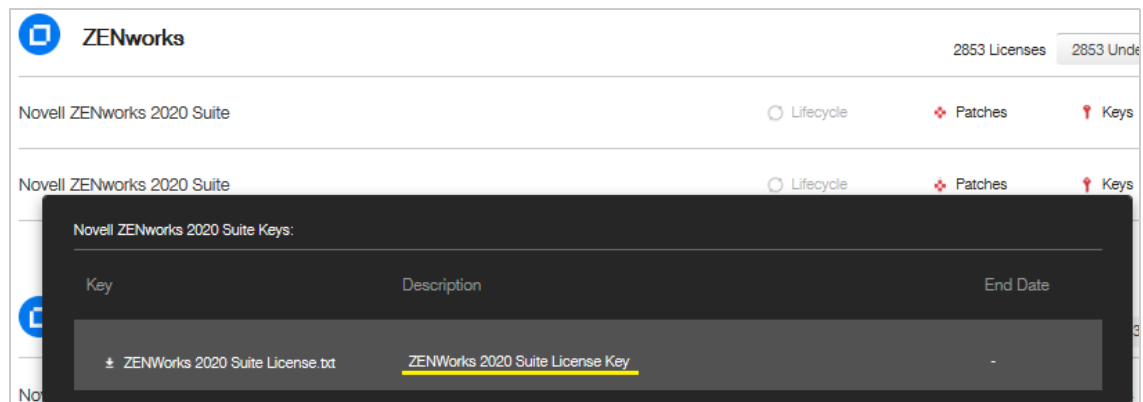 ZENworks
2853 Licenses 2853 Unde
Novell ZENworks 2020 Suite Lifecycle Patches Keys
Novell ZENworks 2020 Suite Lifecycle Patches Keys
Novell ZENworks 2020 Suite Keys:
Key Description End Date
ZENWorks 2020 Suite License.txt ZENWorks 2020 Suite License Key -
3
Nov